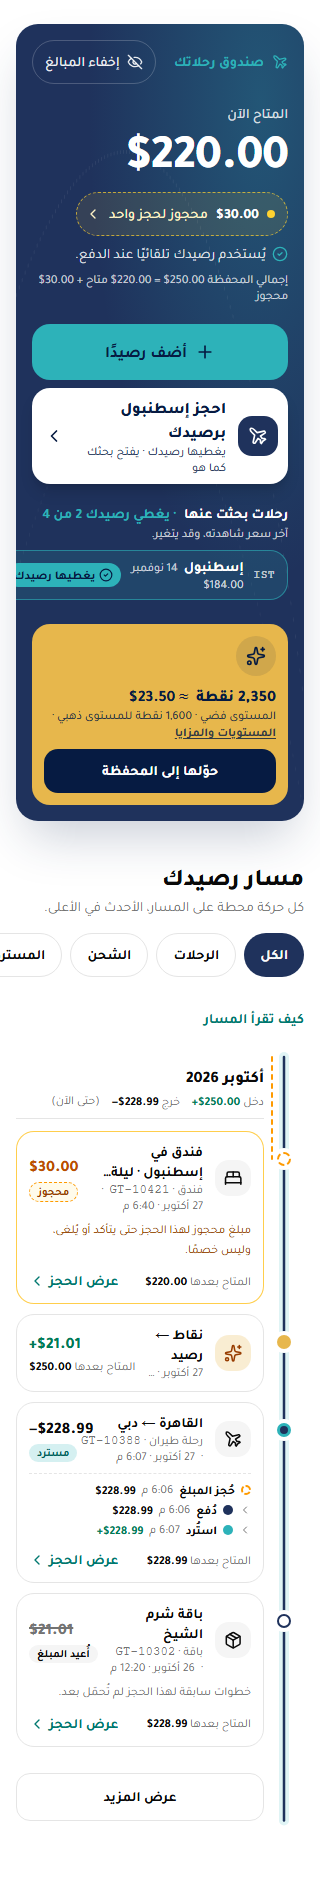 صندوق رحلاتك
إخفاء المبالغ
المتاح الآن
$220.00
$30.00 محجوز لحجز واحد
يُستخدم رصيدك تلقائيًا عند الدفع.
إجمالي المحفظة $250.00 = $220.00 متاح + $30.00
محجوز
أضف رصيدًا
احجز إسطنبول
برصيدك
يغطيها رصيدك · يفتح بحثك
كما هو
رحلات بحثت عنها · يغطي رصيدك 2 من 4
آخر سعر شاهدته، وقد يتغير.
IST
إسطنبول 14 نوفمبر
$184.00
يغطيها رصيدك
2,350 نقطة ≈ $23.50
المستوى فضي · 1,600 نقطة للمستوى ذهبي ·
المستويات والمزايا
حوّلها إلى المحفظة
مسار رصيدك
كل حركة محطة على المسار، الأحدث في الأعلى.
الكل
الرحلات
الشحن
كيف تقرأ المسار
أكتوبر 2026
دخل +$250.00 خرج −$228.99 (حتى الآن)
فندق في
إسطنبول · ليلة…
فندق · GT-10421 ·
27 أكتوبر · 6:40 م
$30.00
محجوز
مبلغ محجوز لهذا الحجز حتى يتأكد أو يُلغى،
وليس خصمًا.
المتاح بعدها $220.00
عرض الحجز
نقاط ←
رصيد
27 أكتوبر · …
+$21.01
المتاح بعدها $250.00
القاهرة ← دبي
رحلة طيران · GT-10388
· 27 أكتوبر · 6:07 م
−$228.99
مسترد
حُجز المبلغ 6:06 م $228.99
دُفع 6:06 م $228.99
استُرد 6:07 م +$228.99
المتاح بعدها $228.99
عرض الحجز
باقة شرم
الشيخ
باقة · GT-10302
· 26 أكتوبر · 12:20 م
$21.01
أُعيد المبلغ
خطوات سابقة لهذا الحجز لم تُحمّل بعد.
المتاح بعدها $228.99
عرض الحجز
عرض المزيد